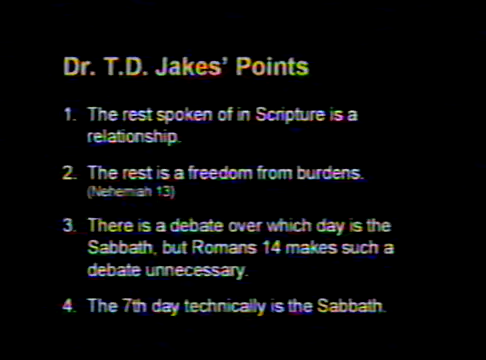 Dr. T.D. Jakes' Points
1. The rest spoken of in Scripture is a
relationship.
2. The rest is a freedom from burdens.
(Nehemiah 13)
3. There is a debate over which day is the
Sabbath, but Romans 14 makes such a
debate unnecessary.
4. The 7th day technically is the Sabbath.